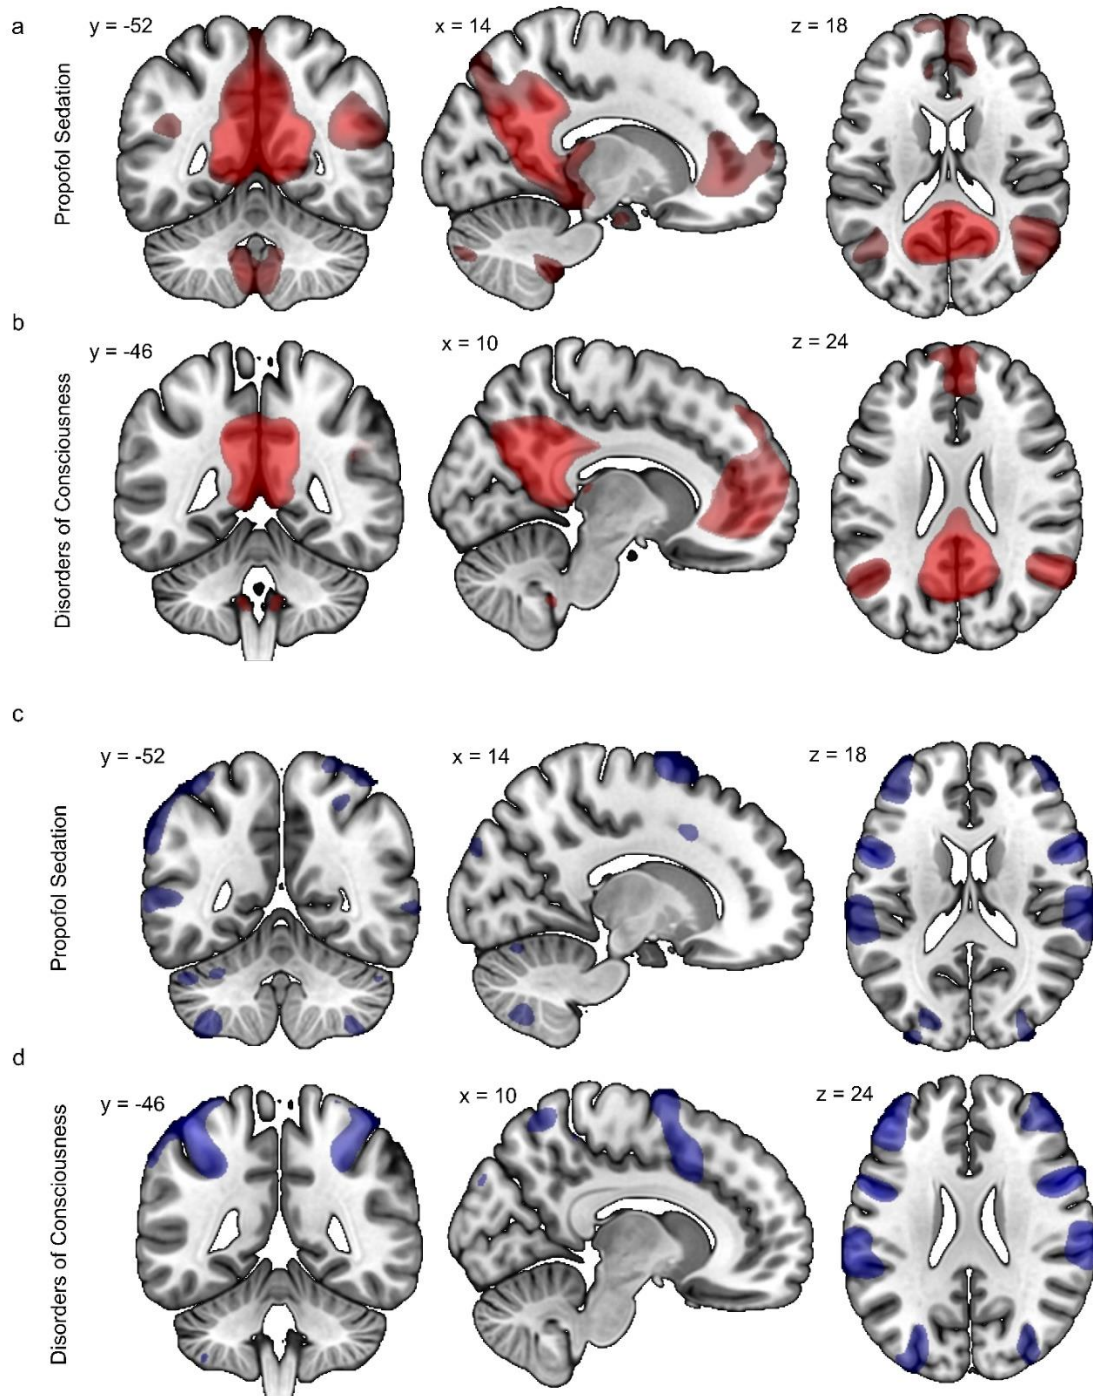 a
y = -52
x = 14
z = 18
Propofol Sedation
b
y = -46
x = 10
z = 24
Disorders of Consciousness
c
y = -52
x = 14
z = 18
Propofol Sedation
d
y = -46
x = 10
z = 24
Disorders of Consciousness